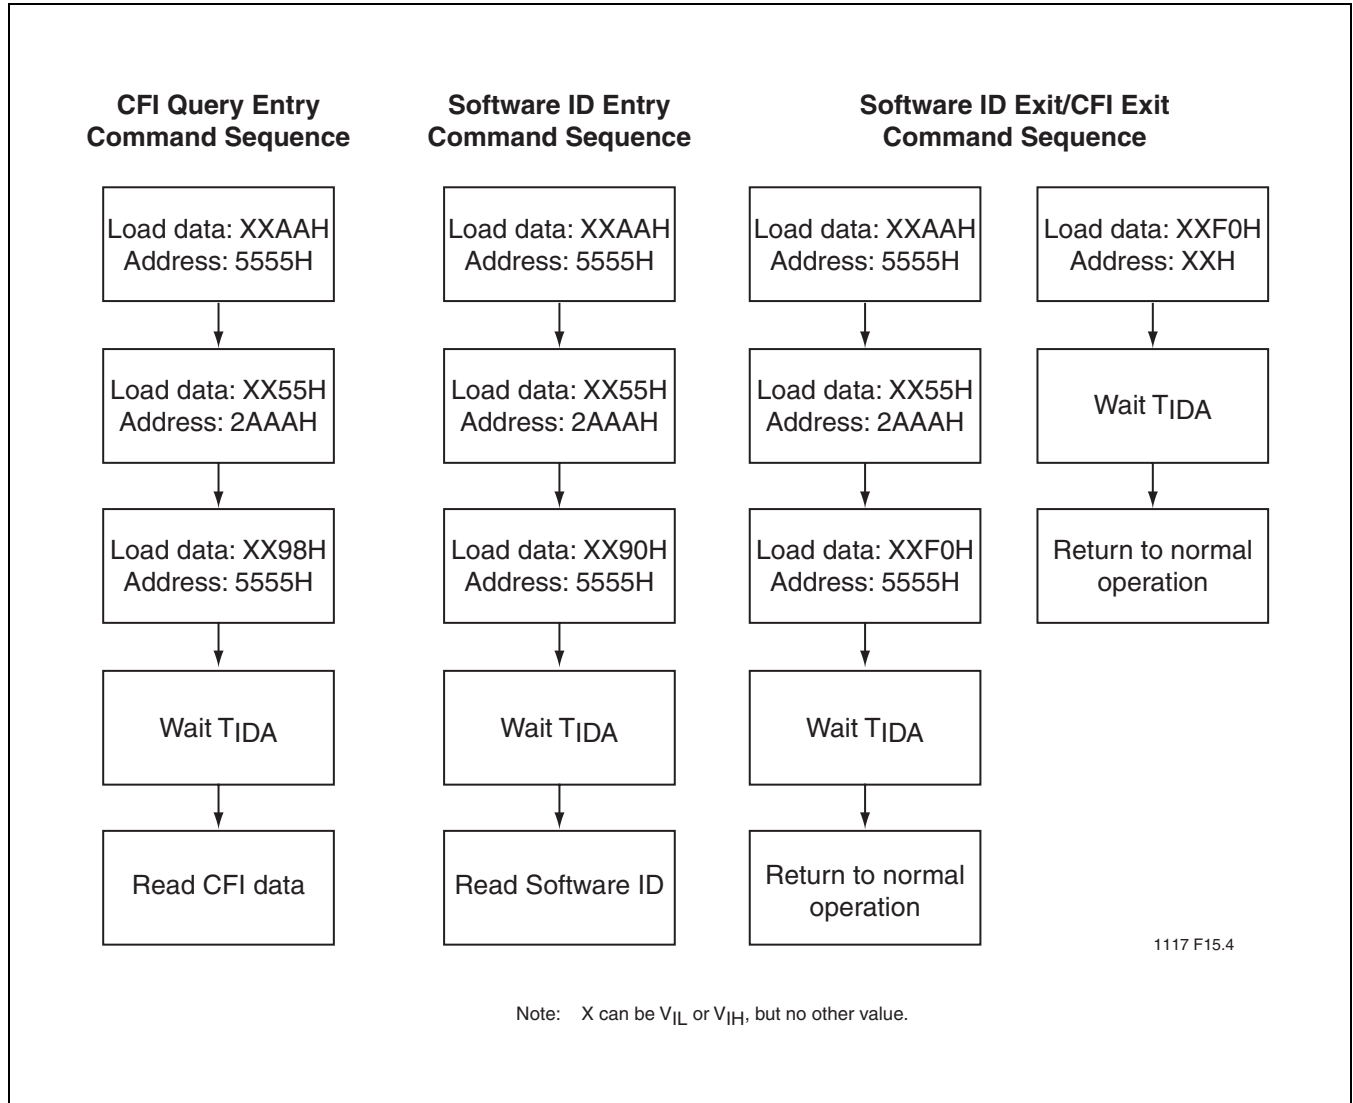 CFI Query Entry
Command Sequence
Load data: XXAAH
Address: 5555H
Load data: XX55H
Address: 2AAAH
Load data: XX98H
Address: 5555H
Wait TIDA
Read CFI data
Software ID Entry
Command Sequence
Load data: XXAAH
Address: 5555H
Load data: XX55H
Address: 2AAAH
Load data: XX90H
Address: 5555H
Wait TIDA
Read Software ID
Software ID Exit/CFI Exit
Command Sequence
Load data: XXAAH
Address: 5555H
Load data: XX55H
Address: 2AAAH
Load data: XXF0H
Address: 5555H
Wait TIDA
Return to normal
operation
Load data: XXF0H
Address: XXH
Wait TIDA
Return to normal
operation
1117 F15.4
Note: X can be VIL or VIH, but no other value.